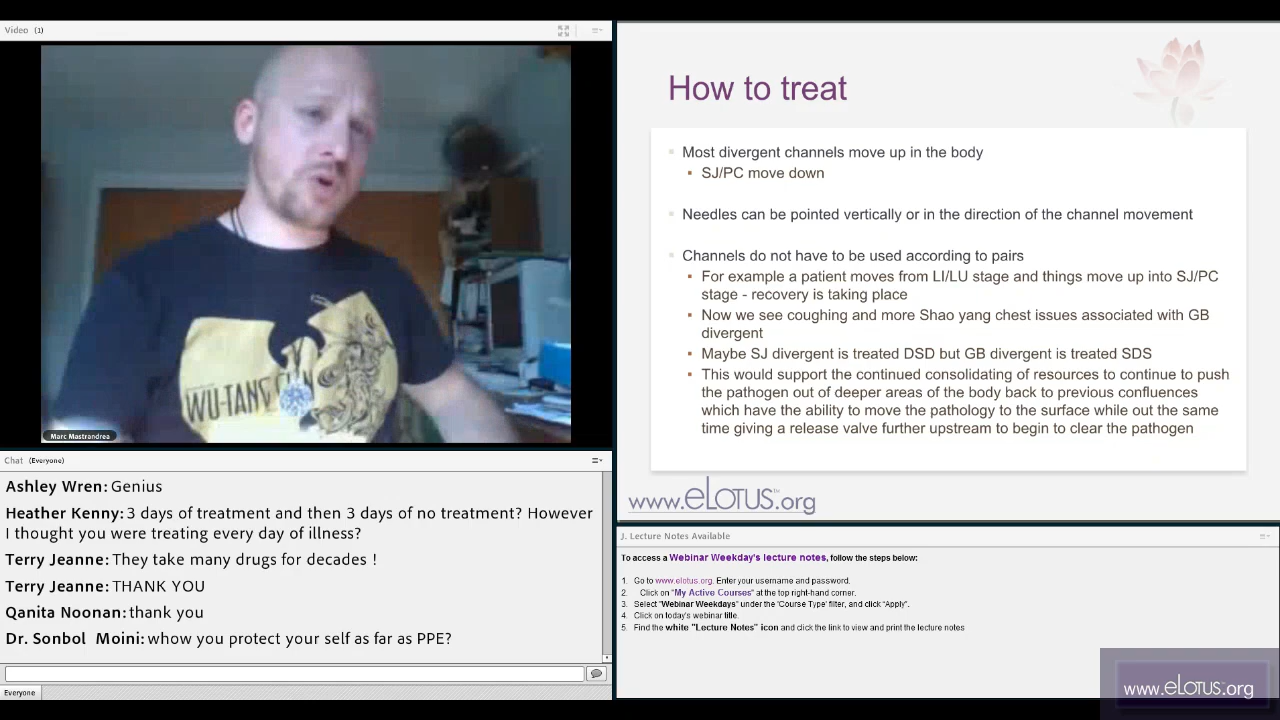 Video (1)
WU-TANG
Marc Mastrandrea
Chat (Everyone)
Ashley Wren: Genius
Heather Kenny: 3 days of treatment and then 3 days of no treatment? However
I thought you were treating every day of illness?
Terry Jeanne: They take many drugs for decades !
Terry Jeanne: THANK YOU
Qanita Noonan: thank you
Dr. Sonbol Moini: whow you protect your self as far as PPE?
Everyone
How to treat
Most divergent channels move up in the body
SJ/PC move down
Needles can be pointed vertically or in the direction of the channel movement
Channels do not have to be used according to pairs
For example a patient moves from LI/LU stage and things move up into SJ/PC
stage - recovery is taking place
Now we see coughing and more Shao yang chest issues associated with GB
divergent
Maybe SJ divergent is treated DSD but GB divergent is treated SDS
This would support the continued consolidating of resources to continue to push
the pathogen out of deeper areas of the body back to previous confluences
which have the ability to move the pathology to the surface while out the same
time giving a release valve further upstream to begin to clear the pathogen
www.eLOTUS.org
J. Lecture Notes Available
To access a Webinar Weekday's lecture notes, follow the steps below:
1. Go to www.elotus.org. Enter your username and password.
2. Click on "My Active Courses" at the top right-hand corner.
3. Select "Webinar Weekdays" under the 'Course Type' filter, and click "Apply".
4. Click on today's webinar title.
5. Find the white "Lecture Notes" icon and click the link to view and print the lecture notes
www.eLOTUS.org